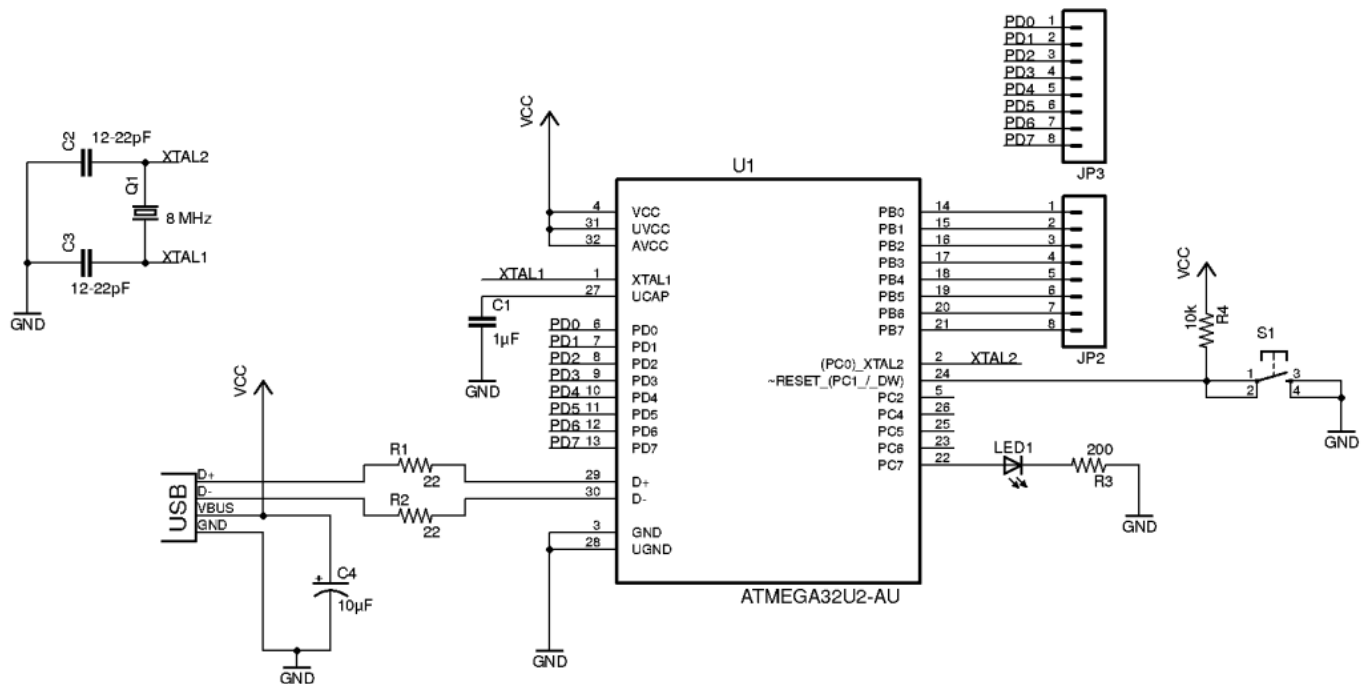 C2
12-22pF
XTAL2
Q1
8 MHz
C3
XTAL1
12-22pF
GND
VCC
U1
4 VCC PB0 14 1
31 UVCC PB1 15 2
32 AVCC PB2 16 3
PB3 17 4
XTAL1 1 XTAL1 PB4 18 5
27 UCAP PB5 19 6
PB6 20 7
PB7 21 8
JP2
C1
1µF
GND
PD0 6 PD0
PD1 7 PD1
PD2 8 PD2
PD3 9 PD3
PD4 10 PD4
PD5 11 PD5
PD6 12 PD6
PD7 13 PD7
(PC0)_XTAL2 2 XTAL2
~RESET_(PC1_/_DW) 24
PC2 5
PC4 26
PC5 25
PC6 23
PC7 22
29 D+
30 D-
3 GND
28 UGND
ATMEGA32U2-AU
GND
PD0 1
PD1 2
PD2 3
PD3 4
PD4 5
PD5 6
PD6 7
PD7 8
JP3
VCC
10k
R4
S1
1 3
2 4
GND
LED1
200
R3
GND
VCC
R1
22
R2
22
USB
D+
D-
VBUS
GND
+
C4
10µF
GND